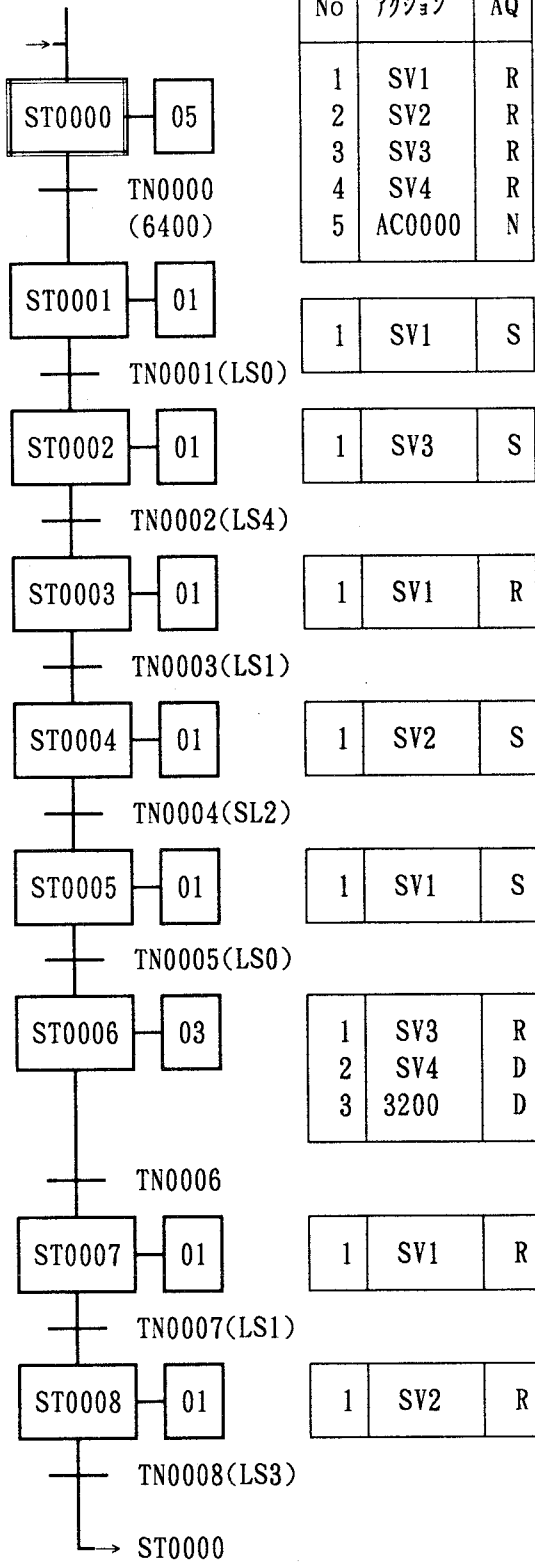 No アクション AQ
ST0000 05
1 SV1 R
2 SV2 R
3 SV3 R
4 SV4 R
5 AC0000 N
TN0000
(6400)
ST0001 01
1 SV1 S
TN0001(LS0)
ST0002 01
1 SV3 S
TN0002(LS4)
ST0003 01
1 SV1 R
TN0003(LS1)
ST0004 01
1 SV2 S
TN0004(SL2)
ST0005 01
1 SV1 S
TN0005(LS0)
ST0006 03
1 SV3 R
2 SV4 D
3 3200 D
TN0006
ST0007 01
1 SV1 R
TN0007(LS1)
ST0008 01
1 SV2 R
TN0008(LS3)
ST0000